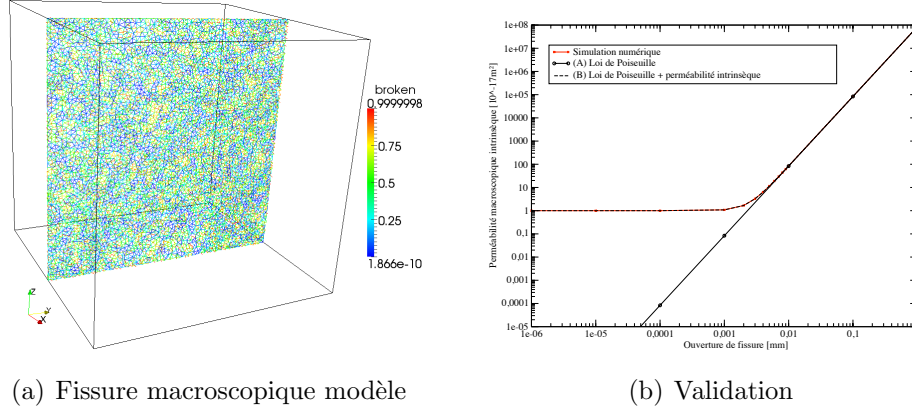 broken
0.9999998
0.75
0.5
0.25
1.866e-10
Z
Y
X
(a) Fissure macroscopique modèle
Perméabilité macroscopique intrinsèque [10^-17m²]
1e+08
1e+07
1e+06
1e+05
10000
1000
100
10
1
0,1
0,01
0,001
0,0001
1e-05
Simulation numérique
(A) Loi de Poiseuille
(B) Loi de Poiseuille + perméabilité intrinsèque
1e-06
1e-05
0,0001
0,001
0,01
0,1
Ouverture de fissure [mm]
(b) Validation